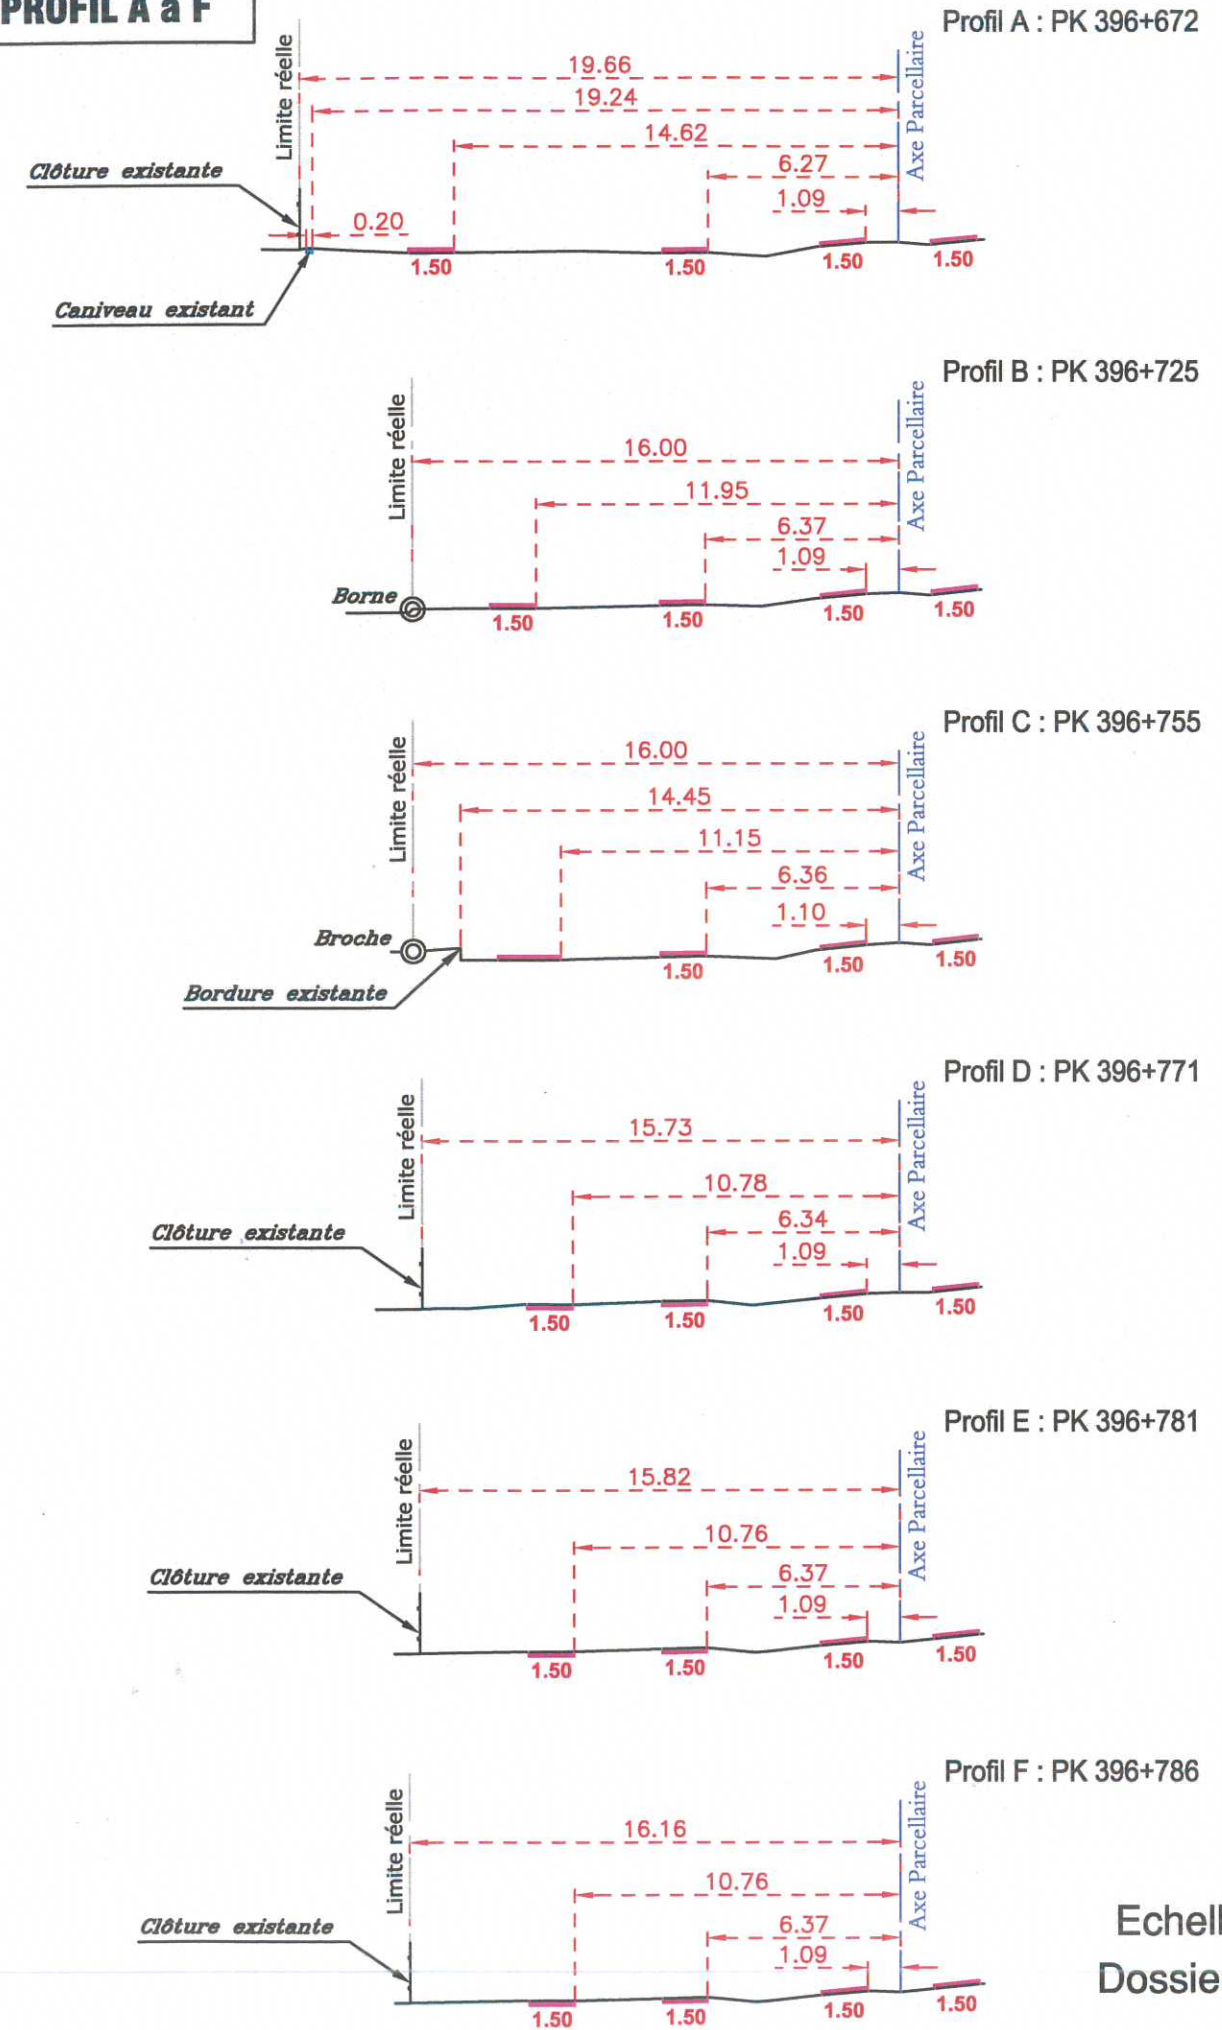 PROFIL A à F
Profil A : PK 396+672
Limite réelle
Axe Parcellaire
19.66
19.24
14.62
6.27
1.09
Clôture existante
0.20
1.50
1.50
1.50
1.50
Caniveau existant
Profil B : PK 396+725
Limite réelle
Axe Parcellaire
16.00
11.95
6.37
1.09
Borne
1.50
1.50
1.50
1.50
Profil C : PK 396+755
Limite réelle
Axe Parcellaire
16.00
14.45
11.15
6.36
1.10
Broche
1.50
1.50
1.50
Bordure existante
Profil D : PK 396+771
Limite réelle
Axe Parcellaire
15.73
10.78
6.34
1.09
Clôture existante
1.50
1.50
1.50
1.50
Profil E : PK 396+781
Limite réelle
Axe Parcellaire
15.82
10.76
6.37
1.09
Clôture existante
1.50
1.50
1.50
1.50
Profil F : PK 396+786
Limite réelle
Axe Parcellaire
16.16
10.76
6.37
1.09
Clôture existante
1.50
1.50
1.50
1.50
Echell
Dossie